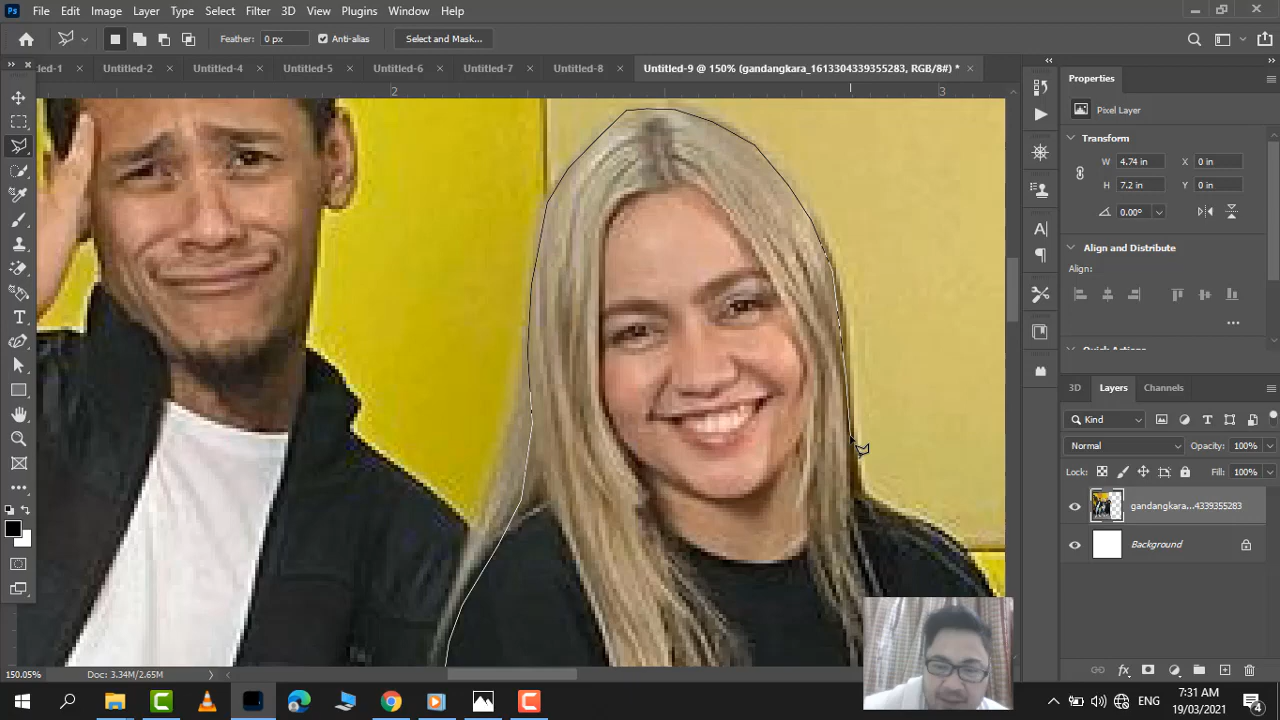 Ps File Edit Image Layer Type Select Filter 3D View Plugins Window Help
Feather: 0 px Anti-alias Select and Mask...
led-1 × Untitled-2 × Untitled-4 × Untitled-5 × Untitled-6 × Untitled-7 × Untitled-8 × Untitled-9 @ 150% (gandangkara_1613304339355283, RGB/8#) * ×
2 3
Properties
Pixel Layer
Transform
W 4.74 in X 0 in
H 7.2 in Y 0 in
0.00°
Align and Distribute
Align:
Quick Actions
3D Layers Channels
Kind
Normal Opacity: 100%
Lock: Fill: 100%
gandangkara...4339355283
Background
150.05% Doc: 3.34M/2.65M
ENG
7:31 AM
19/03/2021
4